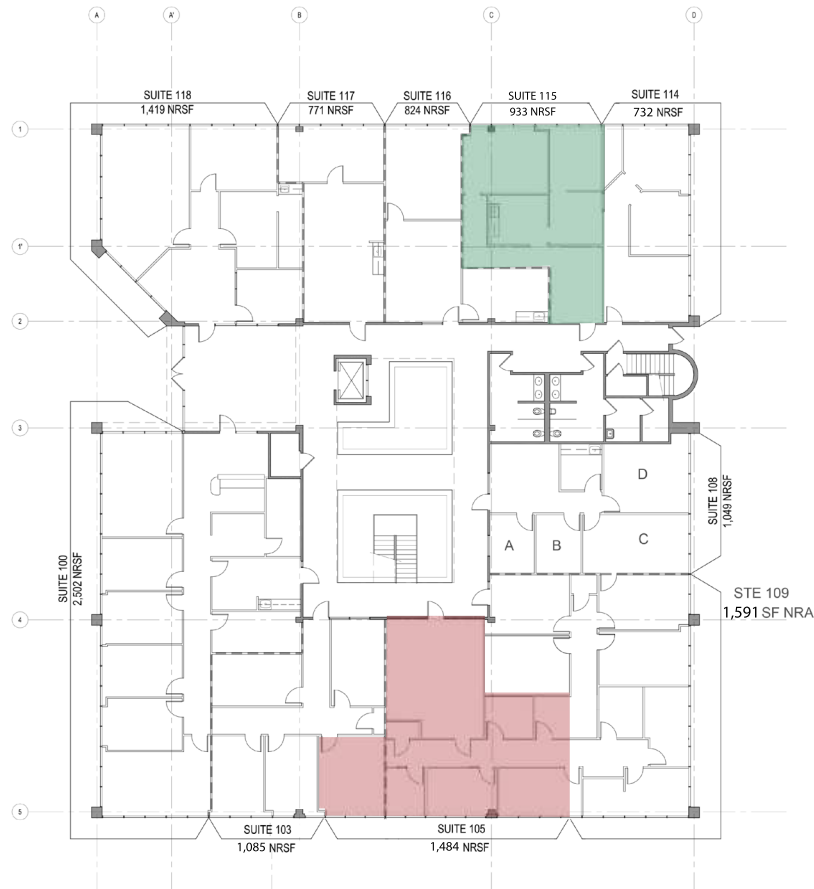 A
A'
B
C
D
SUITE 118
1,419 NRSF
SUITE 117
771 NRSF
SUITE 116
824 NRSF
SUITE 115
933 NRSF
SUITE 114
732 NRSF
1
1'
2
3
D
SUITE 108
1,049 NRSF
A
B
C
SUITE 100
2,502 NRSF
STE 109
1,591 SF NRA
4
5
SUITE 103
1,085 NRSF
SUITE 105
1,484 NRSF